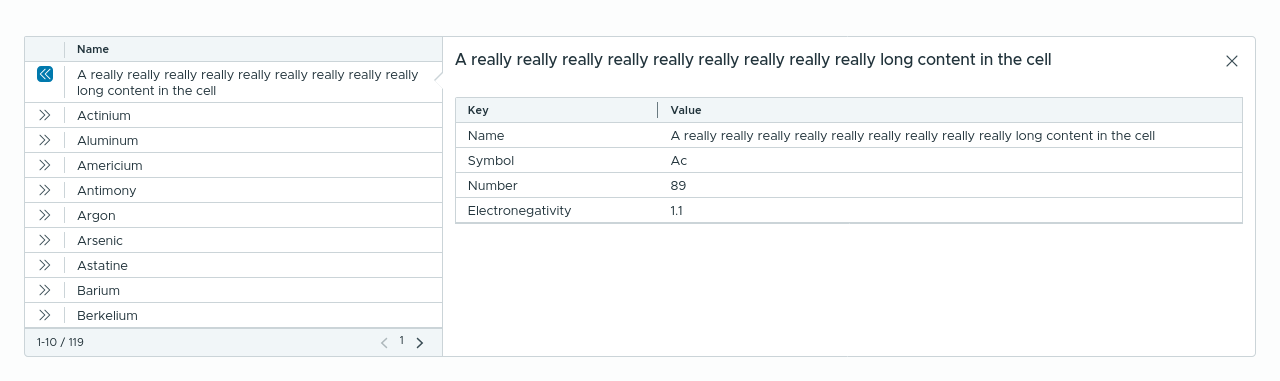 Name
A really really really really really really really really really
long content in the cell
Actinium
Aluminum
Americium
Antimony
Argon
Arsenic
Astatine
Barium
Berkelium
1-10 / 119
1
A really really really really really really really really really long content in the cell
Key Value
Name A really really really really really really really really really long content in the cell
Symbol Ac
Number 89
Electronegativity 1.1